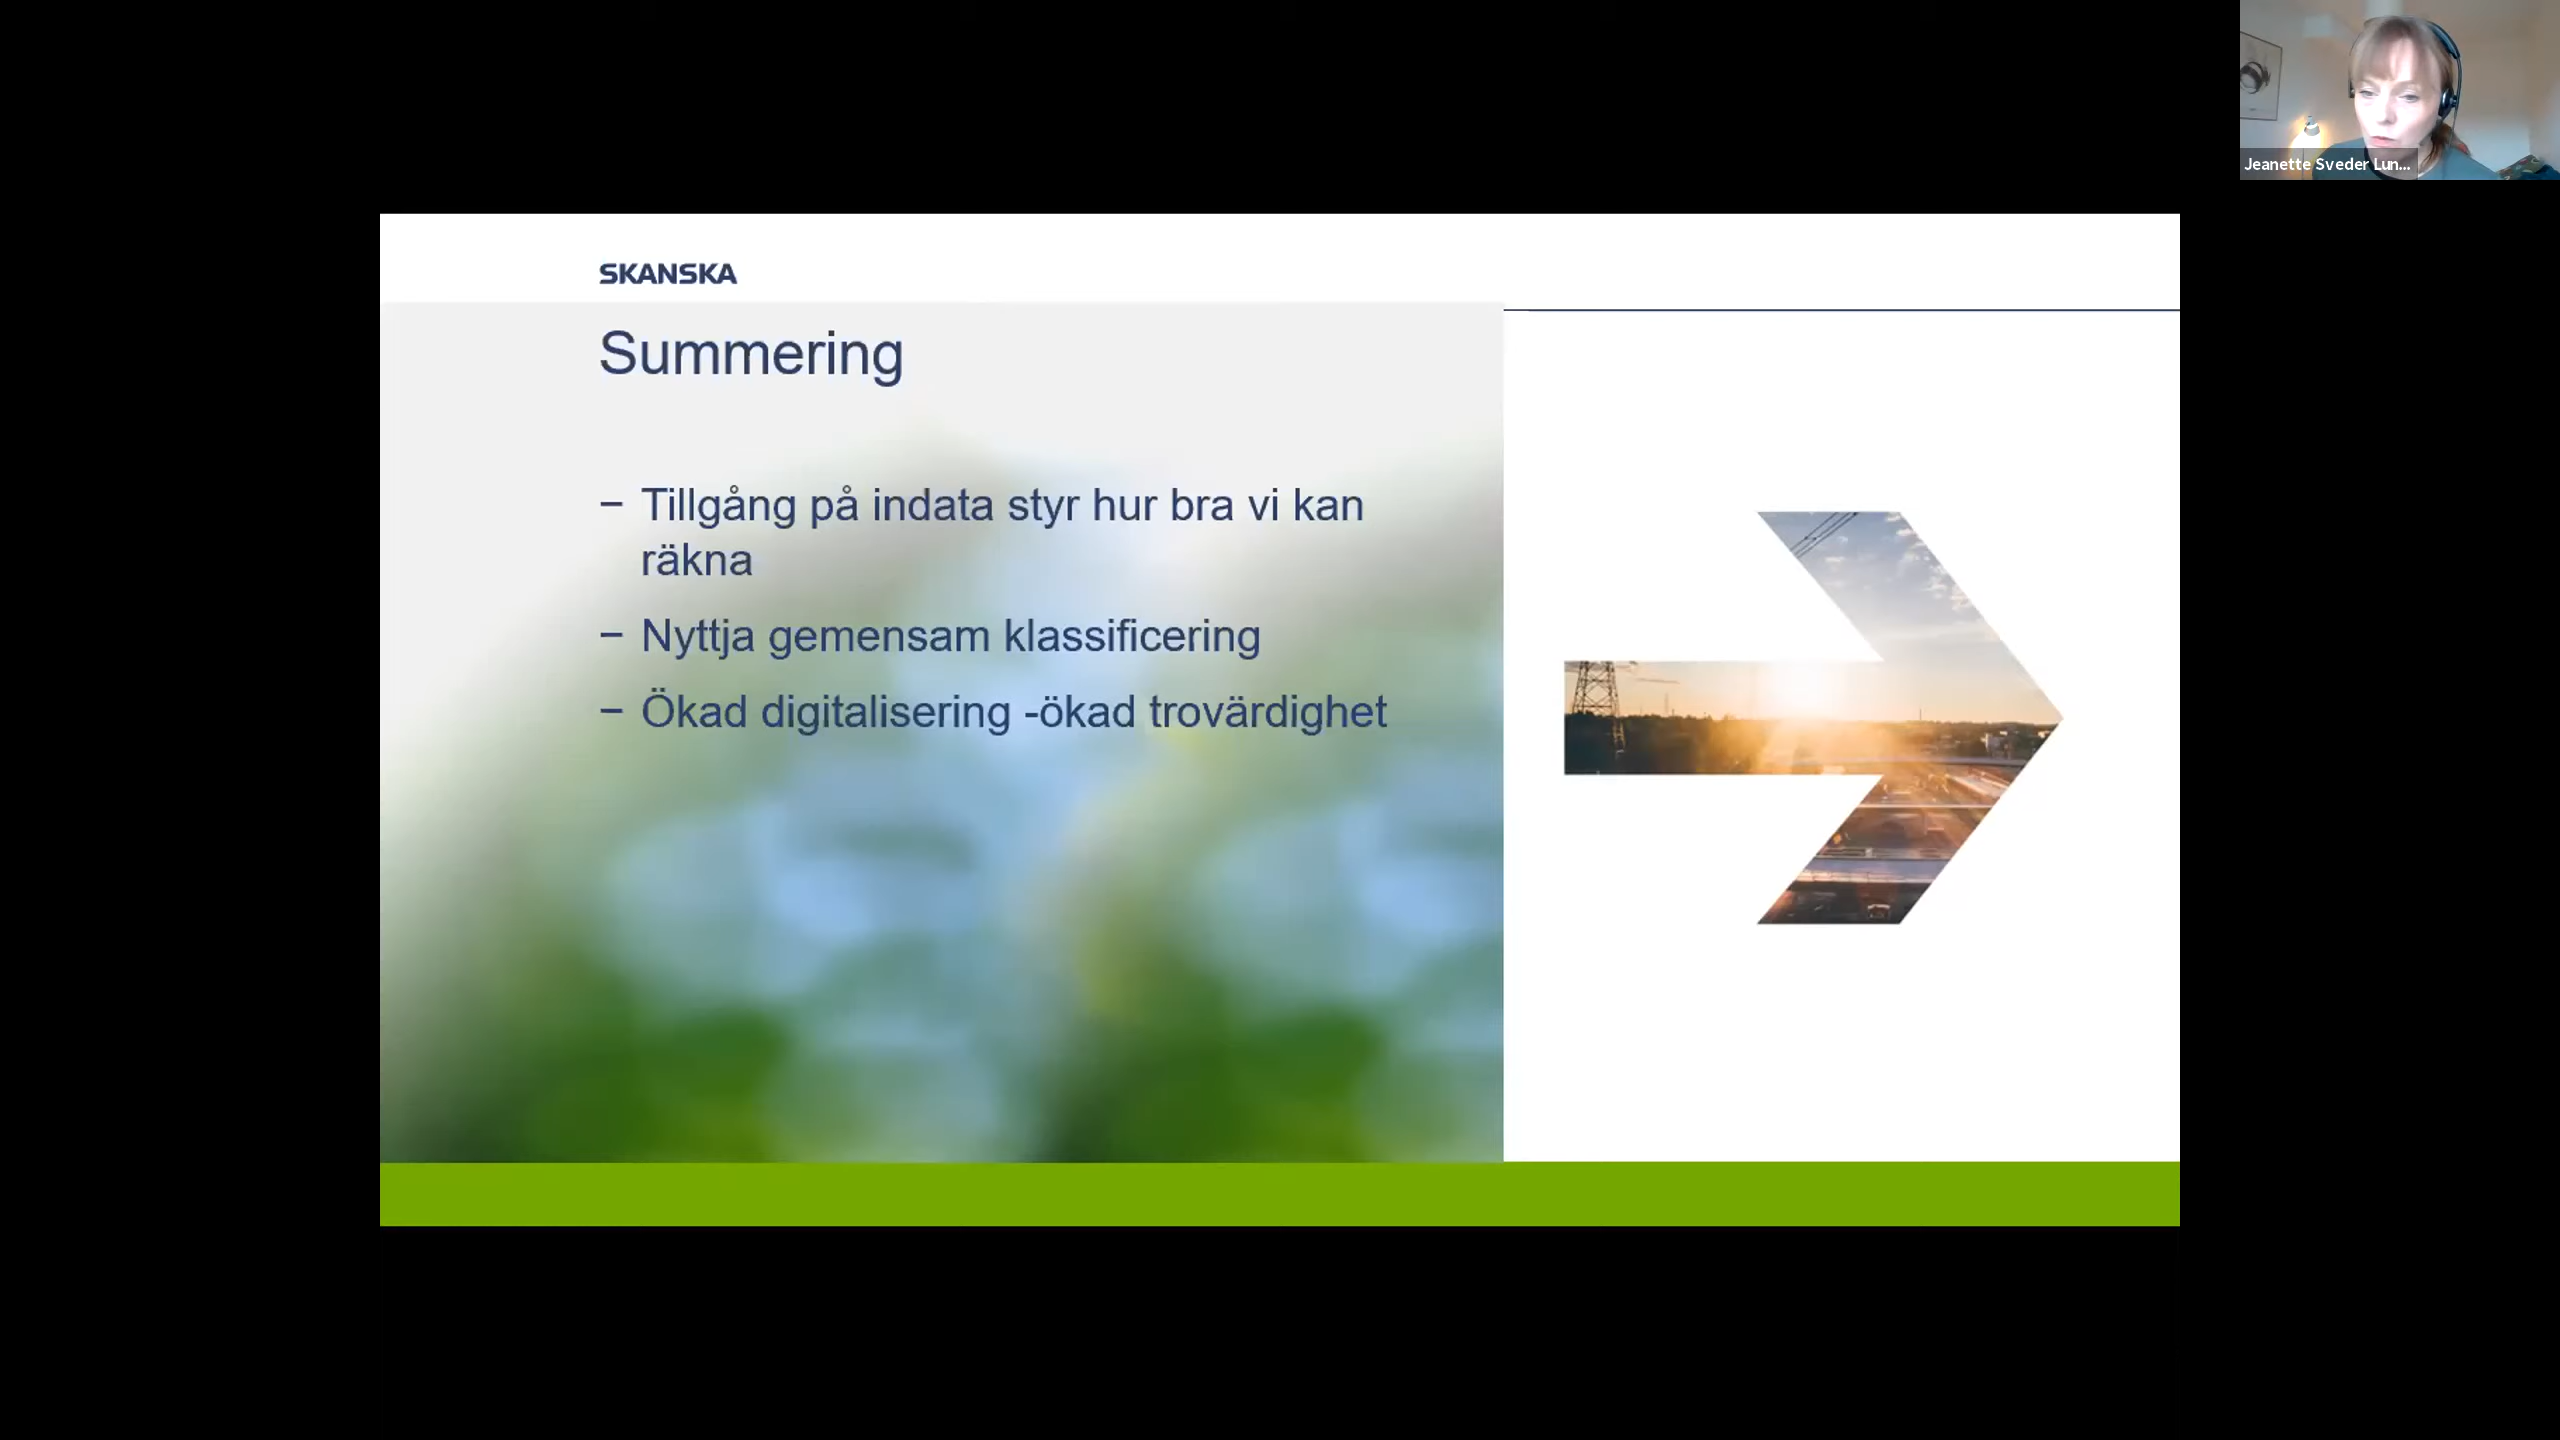 Jeanette Sveder Lun...
SKANSKA
Summering
− Tillgång på indata styr hur bra vi kan
räkna
− Nyttja gemensam klassificering
− Ökad digitalisering -ökad trovärdighet